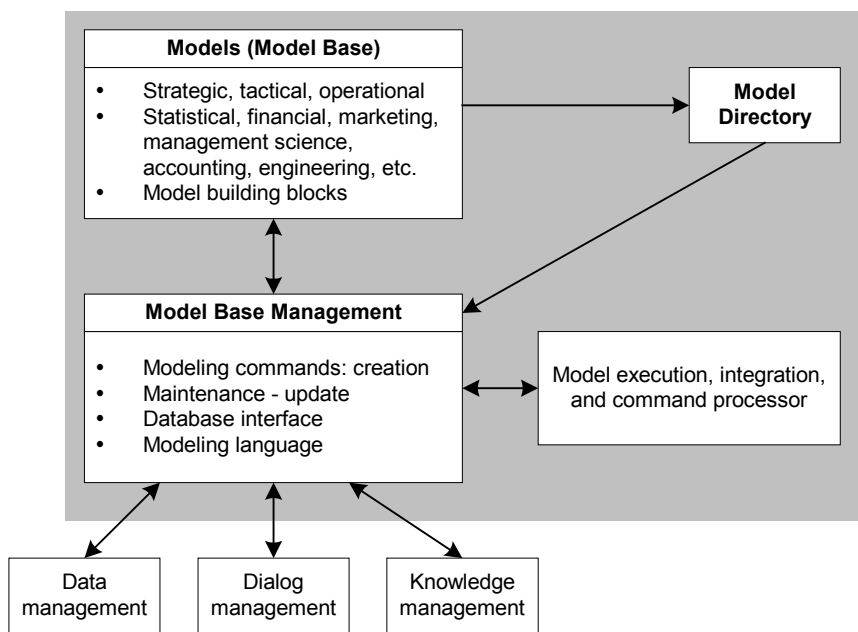 Models (Model Base)
• Strategic, tactical, operational
• Statistical, financial, marketing,
management science,
accounting, engineering, etc.
• Model building blocks
Model
Directory
Model Base Management
• Modeling commands: creation
• Maintenance - update
• Database interface
• Modeling language
Model execution, integration,
and command processor
Data
management
Dialog
management
Knowledge
management